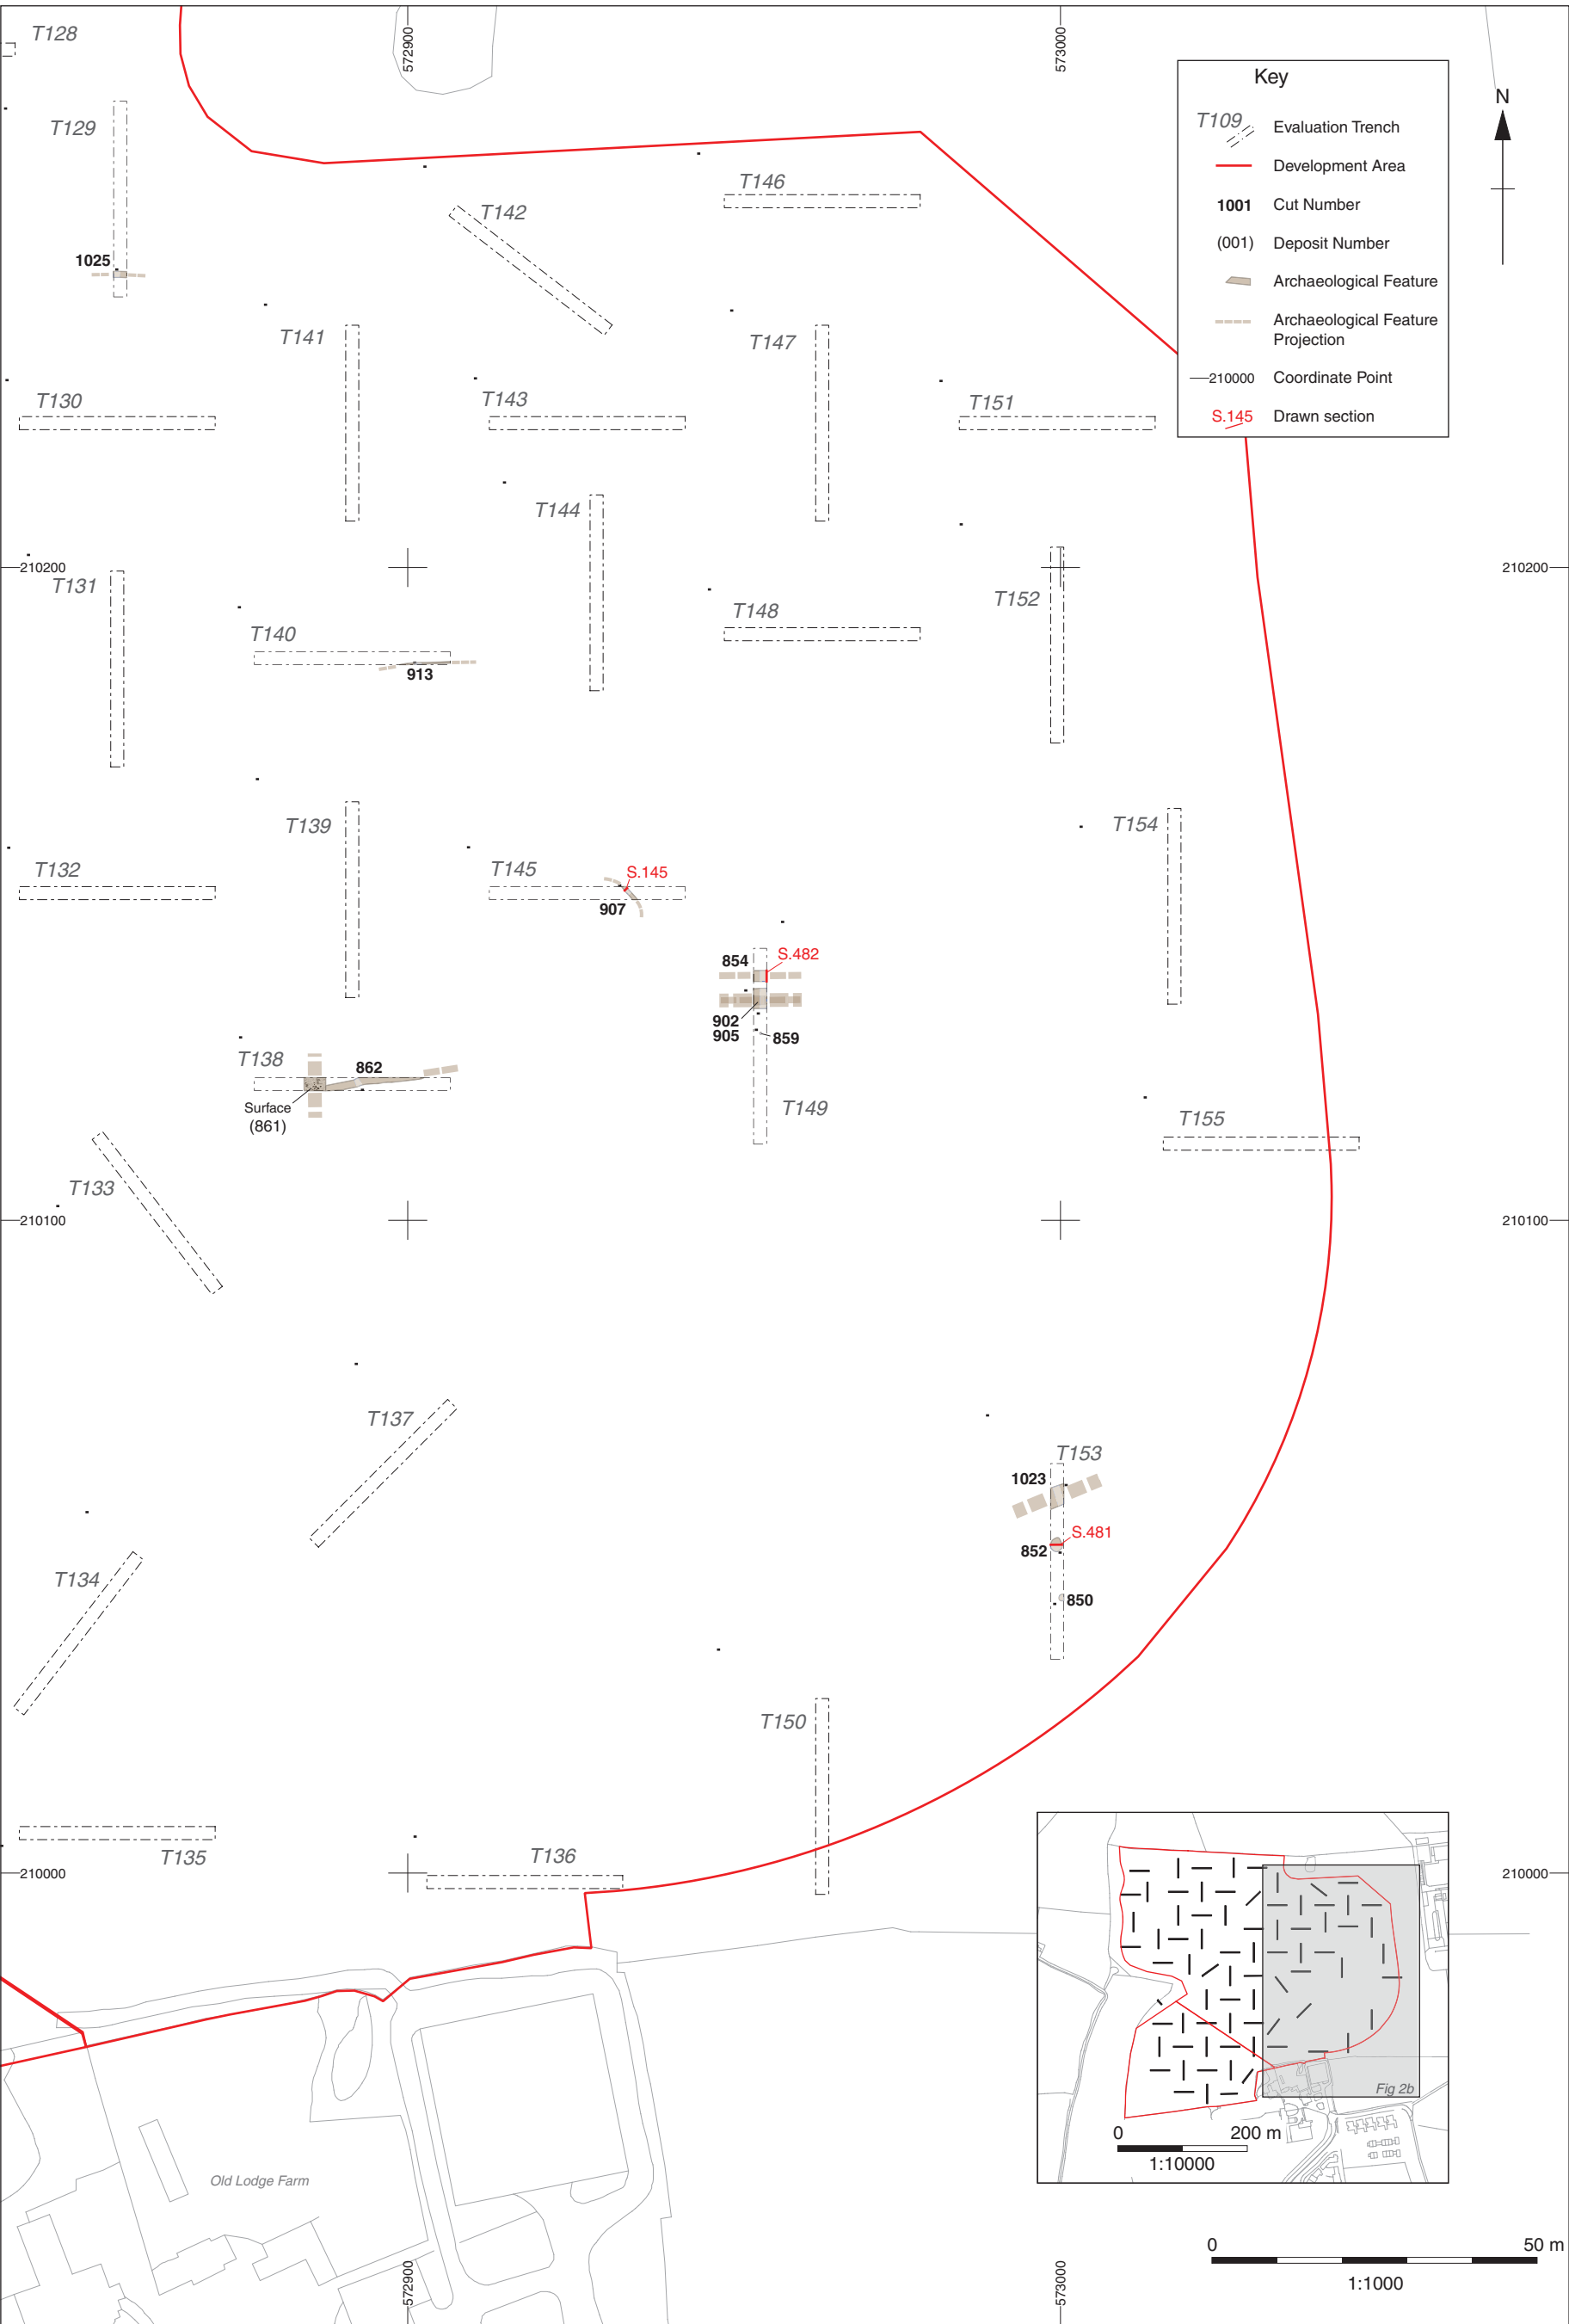 T128
572900
573000
Key
T109 Evaluation Trench
Development Area
1001 Cut Number
(001) Deposit Number
Archaeological Feature
Archaeological Feature
Projection
210000 Coordinate Point
S.145 Drawn section
N
T129
T146
T142
1025
T141
T147
T130
T143
T151
T144
210200
210200
T131
T152
T148
T140
913
T139
T154
T132
T145
S.145
907
854
S.482
902
905
859
T138
862
Surface
(861)
T149
T155
T133
210100
210100
T137
T153
1023
S.481
852
850
T134
T150
T135
T136
210000
210000
Fig 2b
0 200 m
1:10000
Old Lodge Farm
0 50 m
1:1000
572900
573000